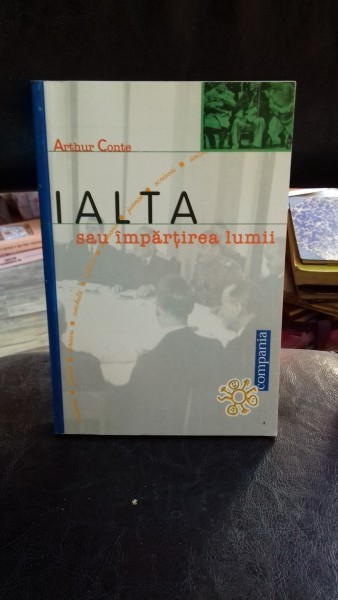 Arthur Conte
IALTA
sau împărțirea lumii
compania